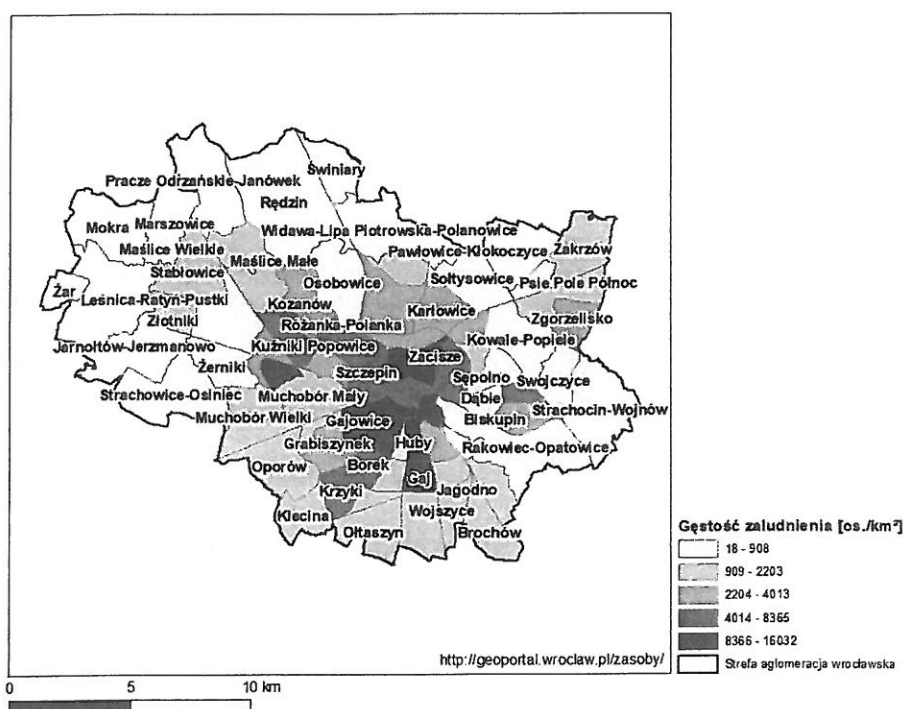 Świniary
Pracze Odrzańskie-Janówek
Rędzin
Mokra
Marszowice
Widawa-Lipa Piotrowska-Polanowice
Maślice Wielkie
Maślice Małe
Pawłowice-Kłokoczyce
Zakrzów
Stabłowice
Osobowice
Sołtysowice
Psie Pole Północ
Żar
Leśnica-Ratyń-Pustki
Kozanów
Karłowice
Zgorzelisko
Złotniki
Różanka-Polanka
Kowale-Popiele
Jarnołtów-Jerzmanowo
Kuźniki
Popowice
Zacisze
Żerniki
Szczepin
Sępolno
Swojczyce
Strachowice-Osiniec
Muchobór Mały
Dąbie
Strachocin-Wojnów
Muchobór Wielki
Gajowice
Biskupin
Grabiszynek
Huby
Rakowiec-Opatowice
Oporów
Borek
Gaj
Krzyki
Jagodno
Klecina
Wojszyce
Ołtaszyn
Brochów
Gęstość zaludnienia [os./km²]
18 - 908
909 - 2203
2204 - 4013
4014 - 8365
8366 - 16032
Strefa aglomeracja wrocławska
http://geoportal.wroclaw.pl/zasoby/
0 5 10 km